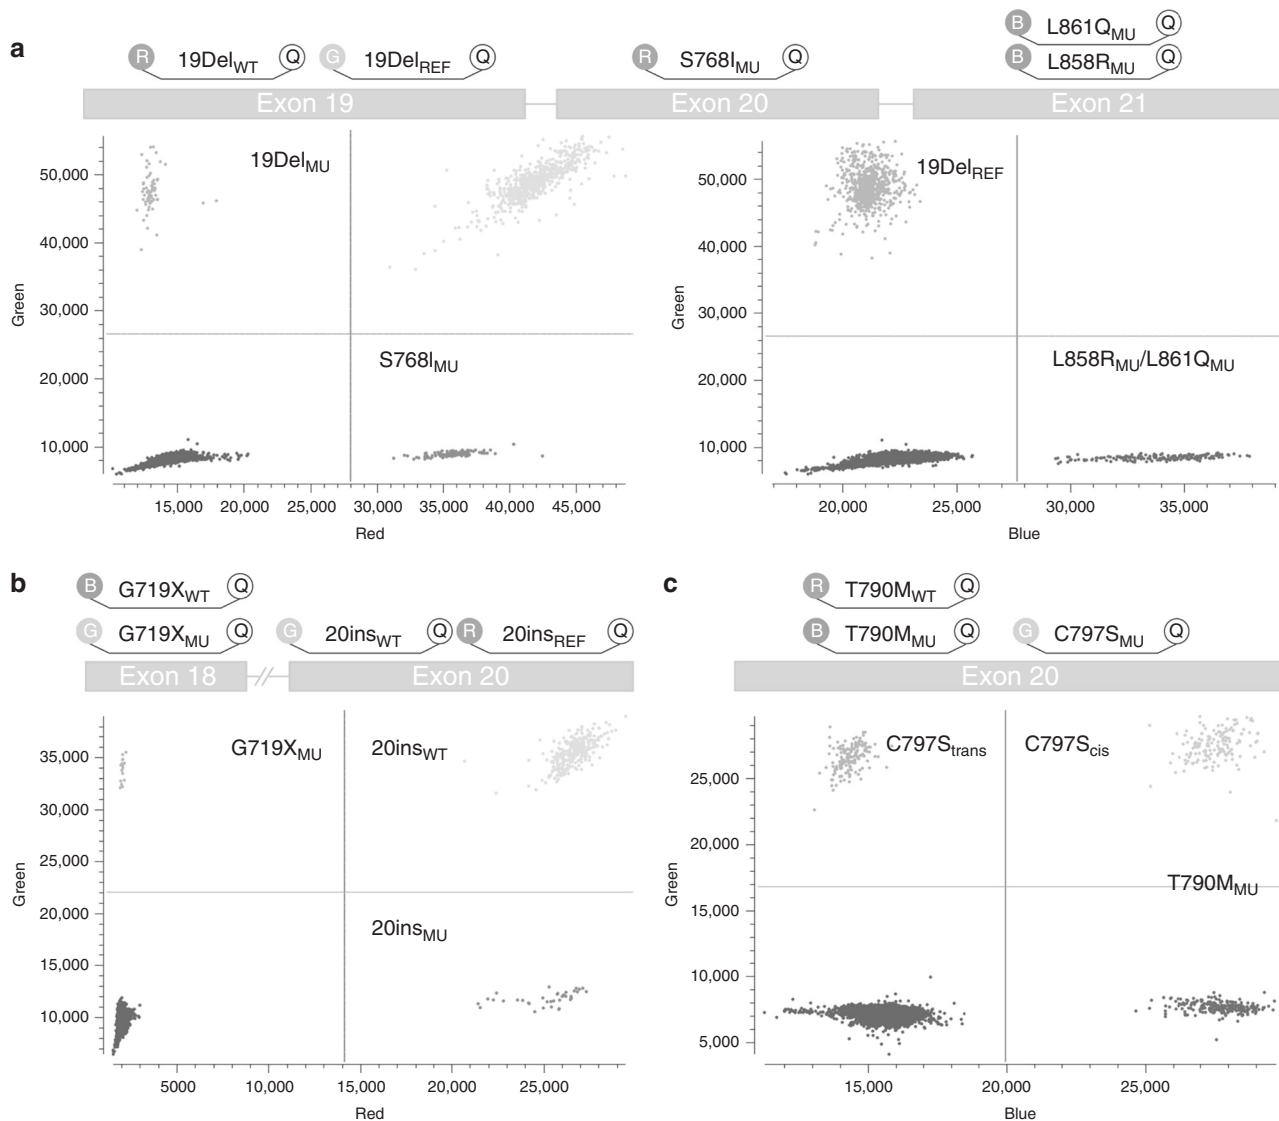 a
R 19DelWT Q G 19DelREF Q R S768IMU Q B L861QMU Q
B L858RMU Q
Exon 19 Exon 20 Exon 21
19DelMU
S768IMU
Green
50,000
40,000
30,000
20,000
10,000
15,000 20,000 25,000 30,000 35,000 40,000 45,000
Red
19DelREF
L858RMU/L861QMU
Green
50,000
40,000
30,000
20,000
10,000
20,000 25,000 30,000 35,000
Blue
b
B G719XWT Q
G G719XMU Q G 20insWT Q R 20insREF Q
Exon 18 Exon 20
G719XMU 20insWT
20insMU
Green
35,000
30,000
25,000
20,000
15,000
10,000
5000 10,000 15,000 20,000 25,000
Red
c
R T790MWT Q
B T790MMU Q G C797SMU Q
Exon 20
C797Strans C797Scis
T790MMU
Green
25,000
20,000
15,000
10,000
5,000
15,000 20,000 25,000
Blue